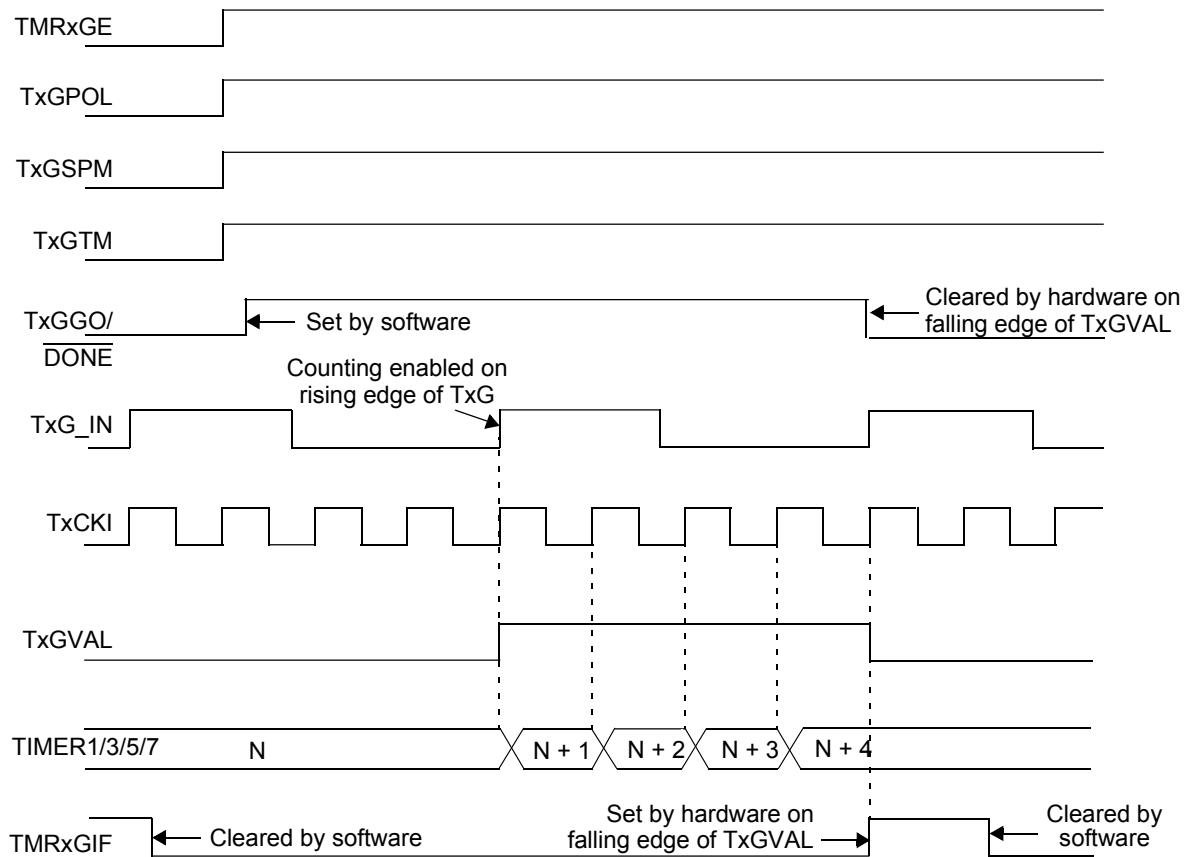 TMRxGE
TxGPOL
TxGSPM
TxGTM
TxGGO/
DONE
Set by software
Cleared by hardware on
falling edge of TxGVAL
Counting enabled on
rising edge of TxG
TxG_IN
TxCKI
TxGVAL
TIMER1/3/5/7
N
N + 1
N + 2
N + 3
N + 4
TMRxGIF
Cleared by software
Set by hardware on
falling edge of TxGVAL
Cleared by
software